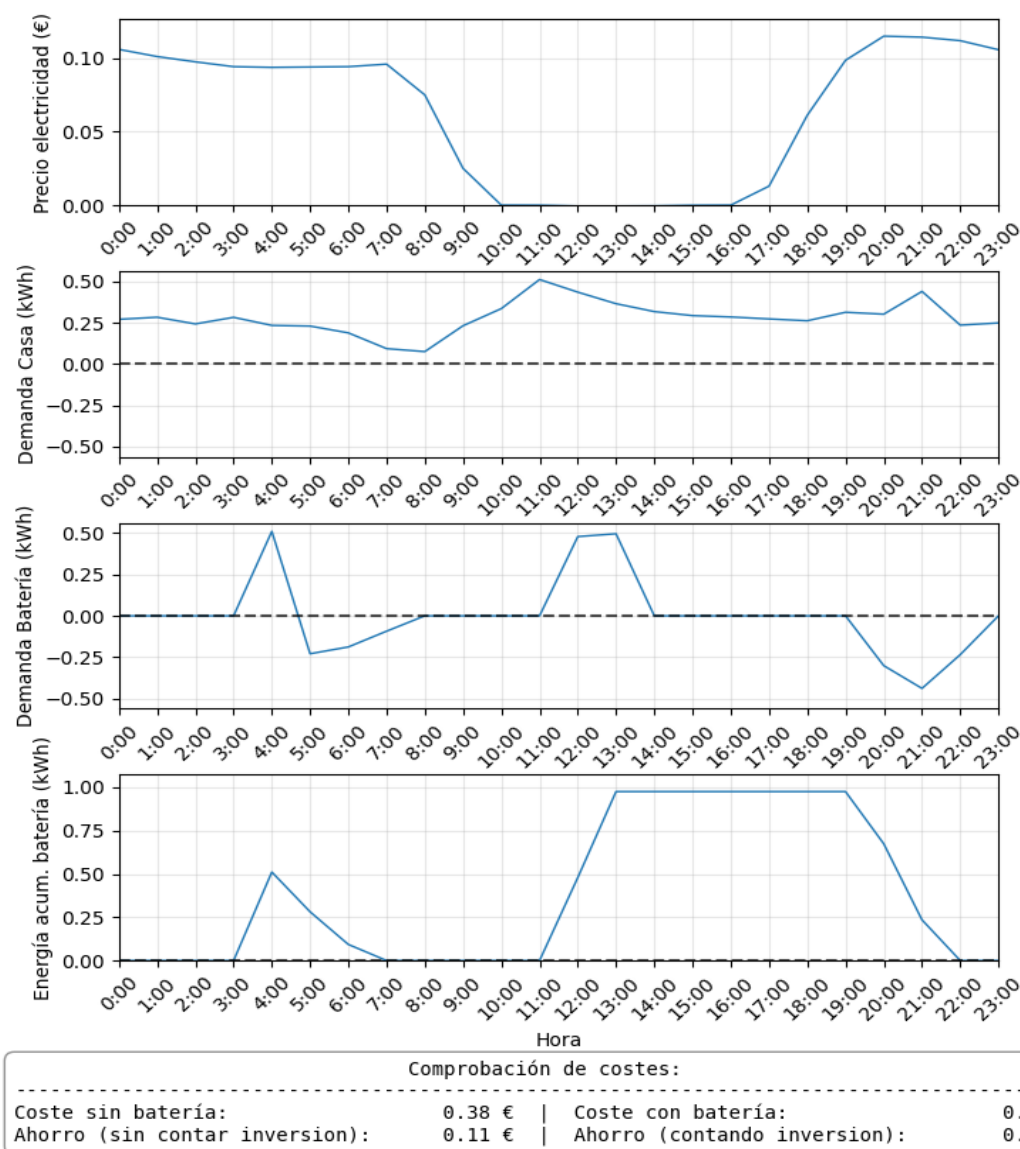 Precio electricidad (€)
0.10
0.05
0.00
0:00 1:00 2:00 3:00 4:00 5:00 6:00 7:00 8:00 9:00 10:00 11:00 12:00 13:00 14:00 15:00 16:00 17:00 18:00 19:00 20:00 21:00 22:00 23:00
Demanda Casa (kWh)
0.50
0.25
0.00
−0.25
−0.50
0:00 1:00 2:00 3:00 4:00 5:00 6:00 7:00 8:00 9:00 10:00 11:00 12:00 13:00 14:00 15:00 16:00 17:00 18:00 19:00 20:00 21:00 22:00 23:00
Demanda Batería (kWh)
0.50
0.25
0.00
−0.25
−0.50
0:00 1:00 2:00 3:00 4:00 5:00 6:00 7:00 8:00 9:00 10:00 11:00 12:00 13:00 14:00 15:00 16:00 17:00 18:00 19:00 20:00 21:00 22:00 23:00
Energía acum. batería (kWh)
1.00
0.75
0.50
0.25
0.00
0:00 1:00 2:00 3:00 4:00 5:00 6:00 7:00 8:00 9:00 10:00 11:00 12:00 13:00 14:00 15:00 16:00 17:00 18:00 19:00 20:00 21:00 22:00 23:00
Hora
Comprobación de costes:
Coste sin batería: 0.38 € | Coste con batería: 0.
Ahorro (sin contar inversion): 0.11 € | Ahorro (contando inversion): 0.